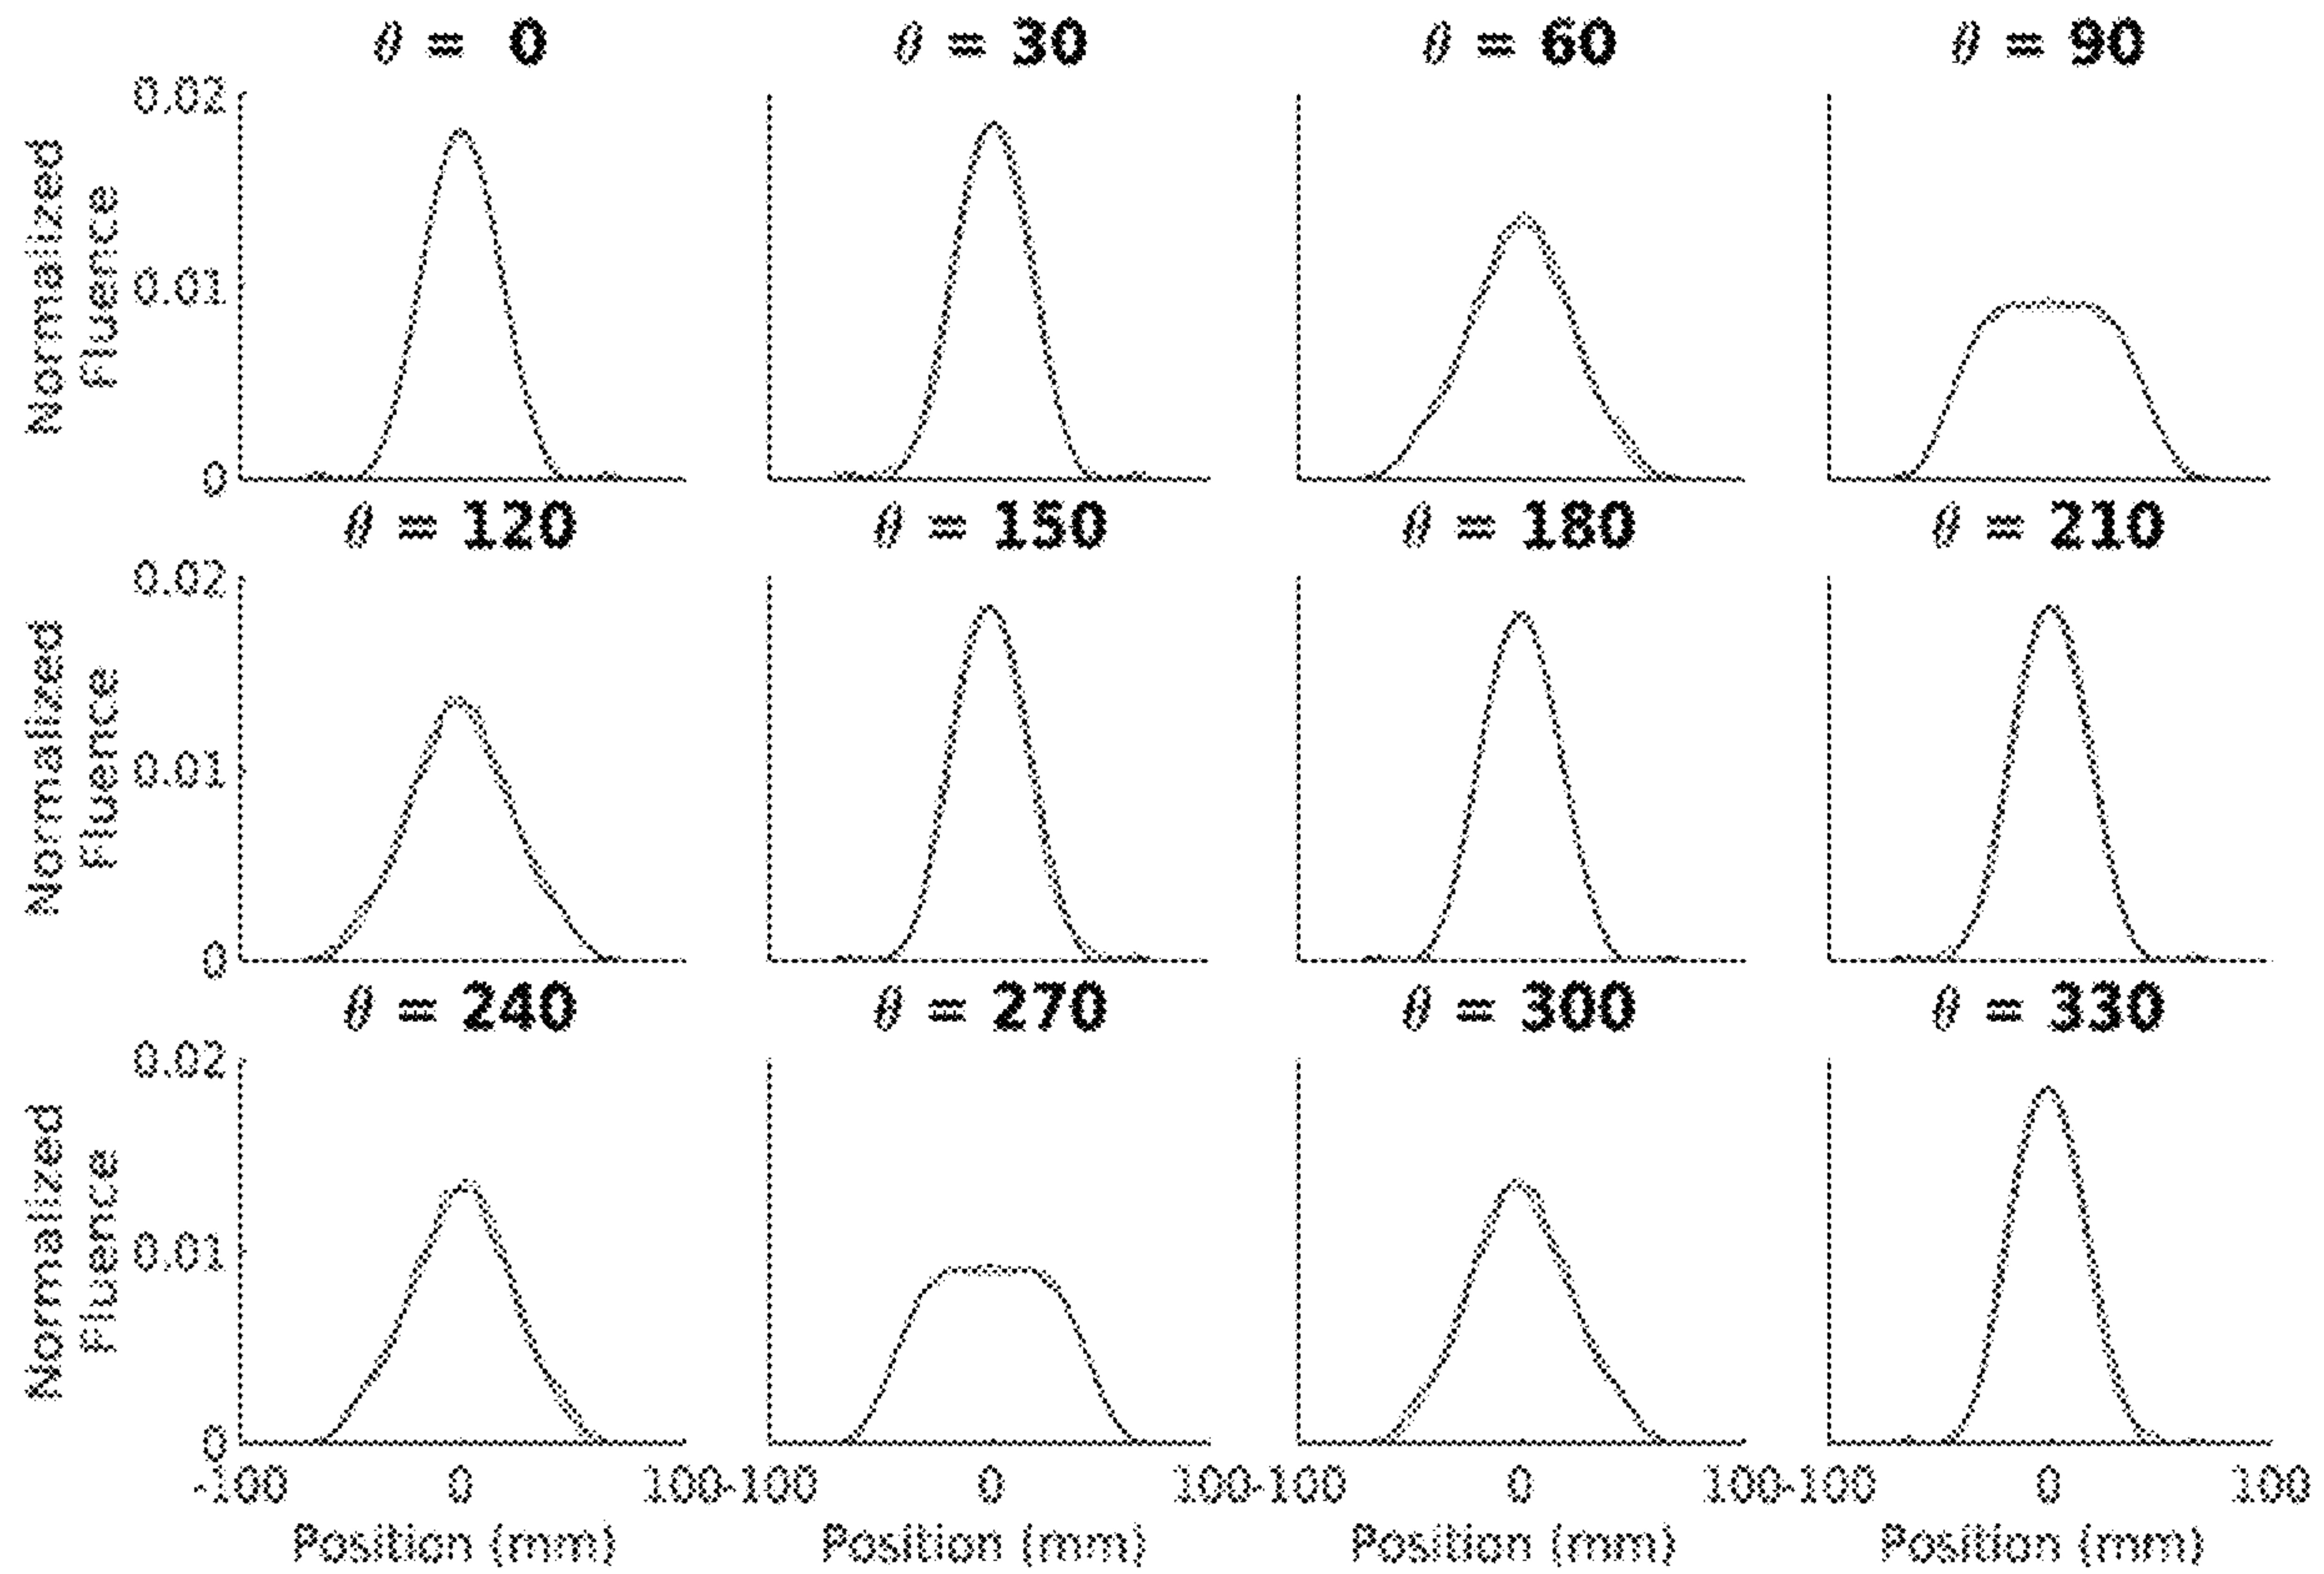 θ = 0
θ = 30
θ = 60
θ = 90
0.02
0.01
0
Normalized
Fluence
θ = 120
θ = 150
θ = 180
θ = 210
0.02
0.01
0
Normalized
Fluence
θ = 240
θ = 270
θ = 300
θ = 330
0.02
0.01
0
Normalized
Fluence
-100 0 100
-100 0 100
-100 0 100
-100 0 100
Position (mm)
Position (mm)
Position (mm)
Position (mm)